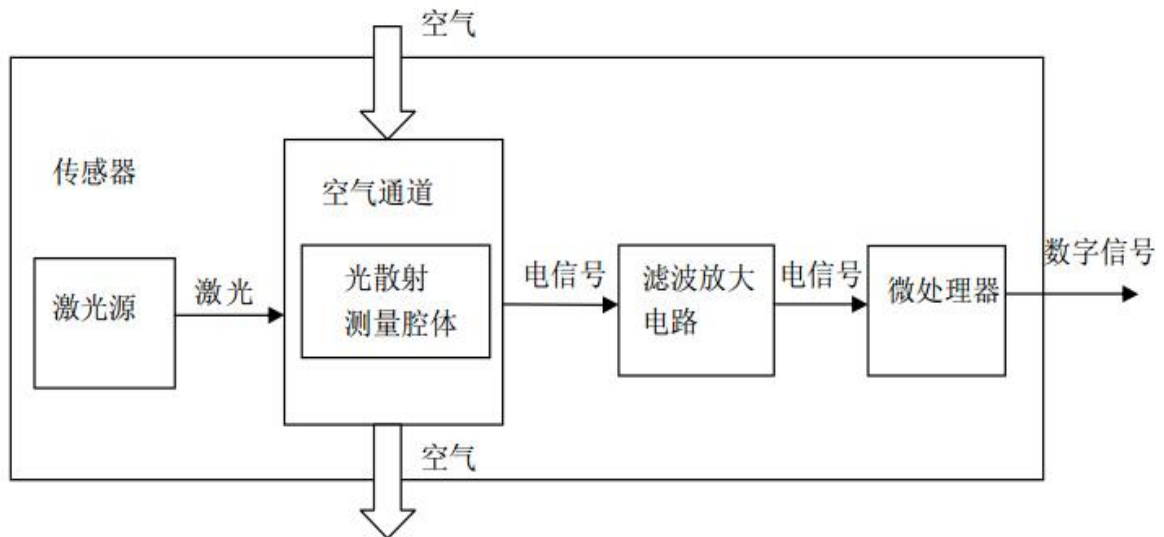 空气
传感器
空气通道
激光源
激光
光散射
测量腔体
电信号
滤波放大
电路
电信号
微处理器
数字信号
空气